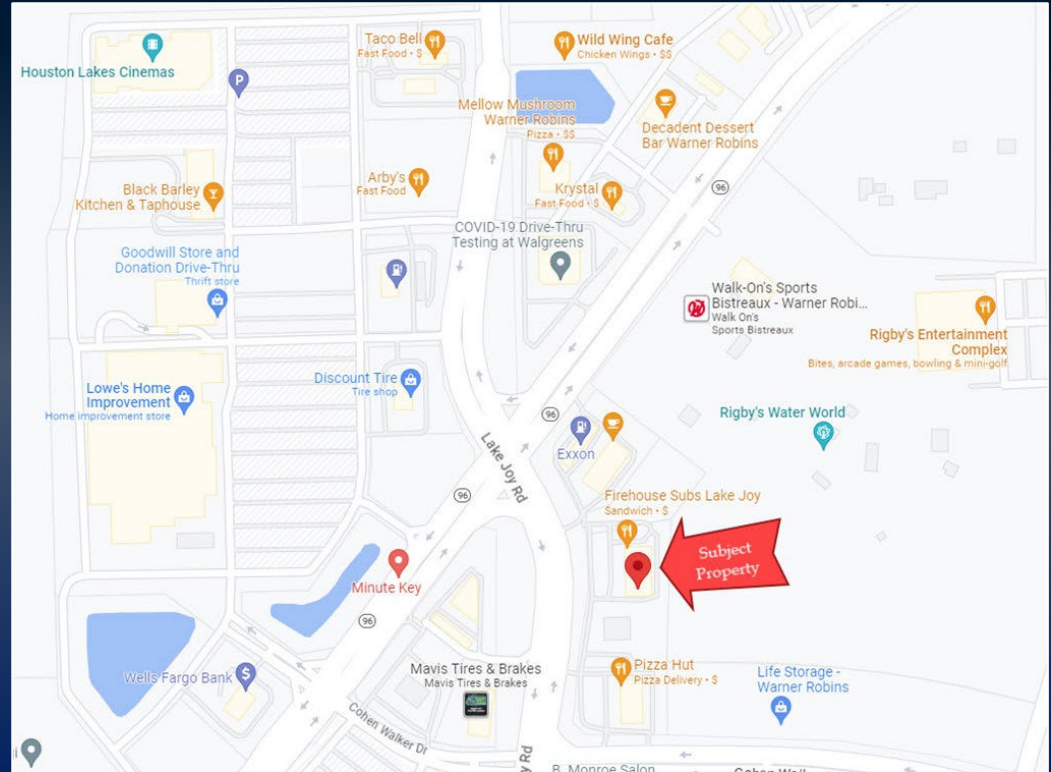 Houston Lakes Cinemas
P
Taco Bell
Fast Food • $
Wild Wing Cafe
Chicken Wings • $$
Mellow Mushroom
Warner Robins
Pizza • $$
Decadent Dessert
Bar Warner Robins
Black Barley
Kitchen & Taphouse
Arby's
Fast Food
Krystal
Fast Food • $
96
COVID-19 Drive-Thru
Testing at Walgreens
Goodwill Store and
Donation Drive-Thru
Thrift store
Walk-On's Sports
Bistreaux - Warner Robi...
Walk On's
Sports Bistreaux
Rigby's Entertainment
Complex
Bites, arcade games, bowling & mini-golf
Lowe's Home
Improvement
Home improvement store
Discount Tire
Tire shop
96
Rigby's Water World
Exxon
Lake Joy Rd
96
Firehouse Subs Lake Joy
Sandwich • $
Subject
Property
Minute Key
96
Wells Fargo Bank
$
Mavis Tires & Brakes
Mavis Tires & Brakes
Pizza Hut
Pizza Delivery • $
Life Storage -
Warner Robins
Cohen Walker Dr
y Rd
B. Monroe Salon